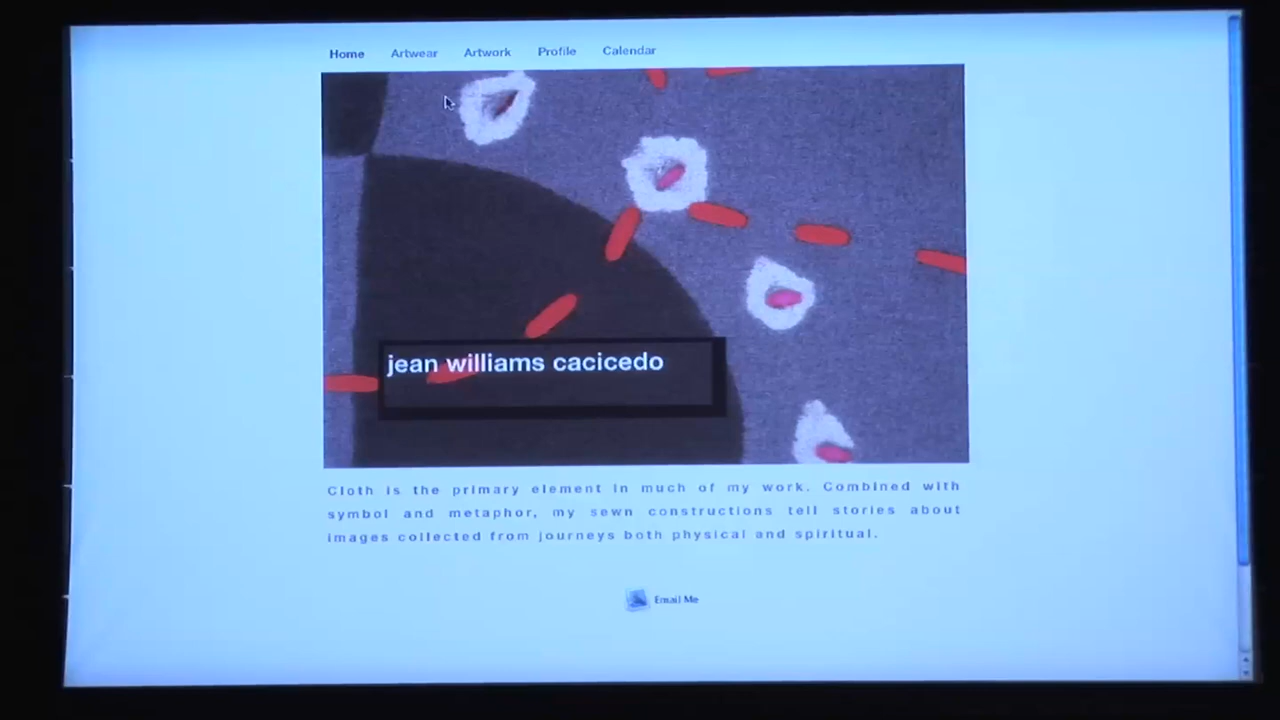 Home Artwear Artwork Profile Calendar
jean williams cacicedo
Cloth is the primary element in much of my work. Combined with
symbol and metaphor, my sewn constructions tell stories about
images collected from journeys both physical and spiritual.
Email Me